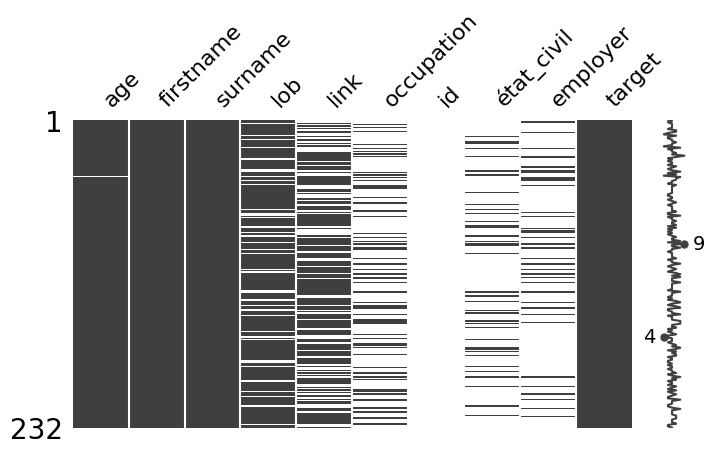 age firstname surname lob link occupation id état_civil employer target
1
9
4
232